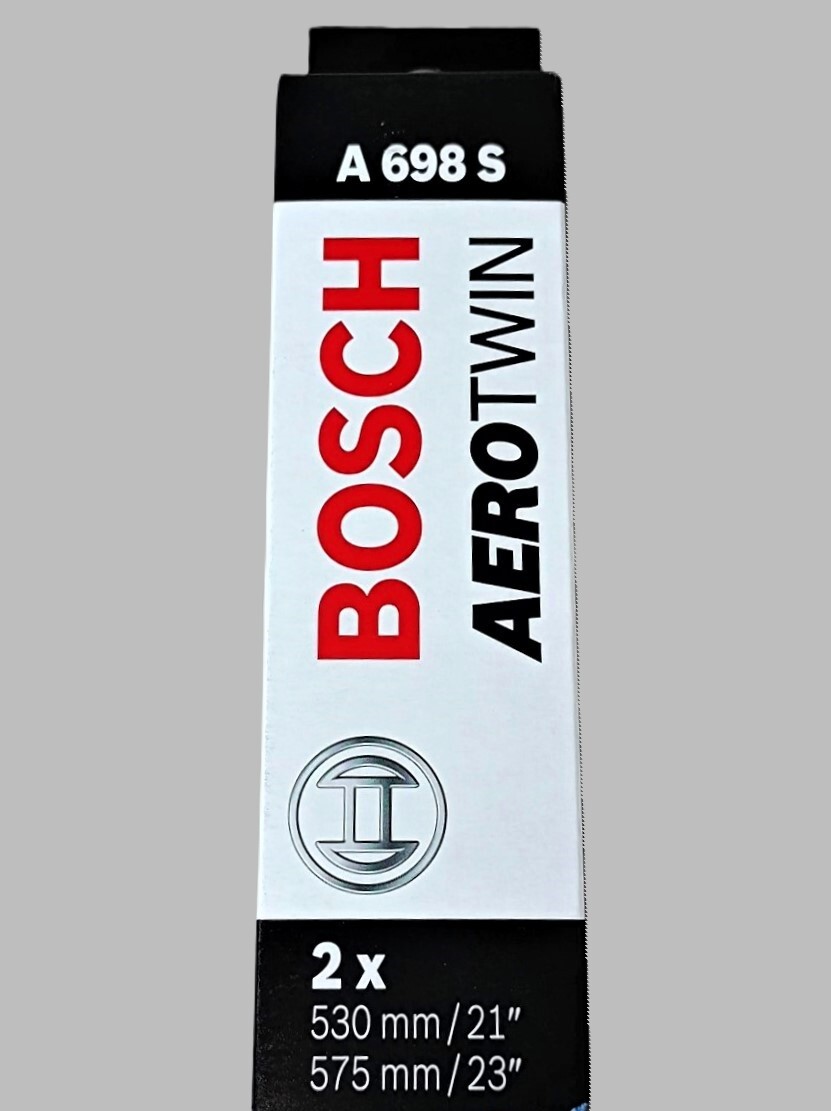 A 698 S
BOSCH
AEROTWIN
2 x
530 mm / 21"
575 mm / 23"